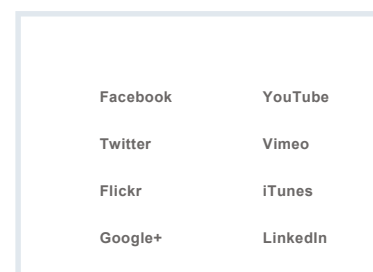 Facebook YouTube
Twitter Vimeo
Flickr iTunes
Google+ LinkedIn